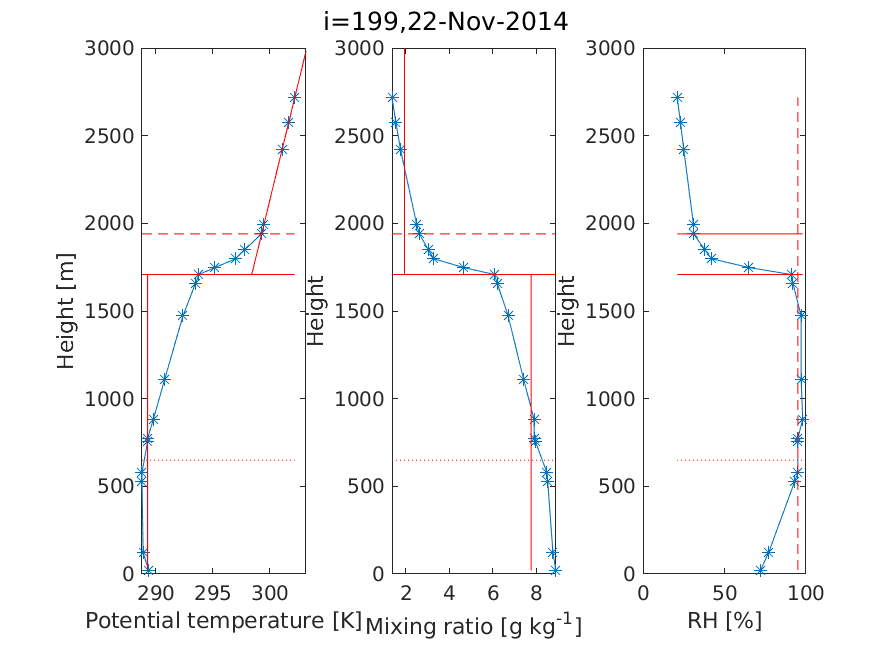 i=199,22-Nov-2014
3000
2500
2000
1500
1000
500
0
Height [m]
290 295 300
Potential temperature [K]
3000
2500
2000
1500
1000
500
0
Height
2 4 6 8
Mixing ratio [g kg-1]
3000
2500
2000
1500
1000
500
0
Height
0 50 100
RH [%]